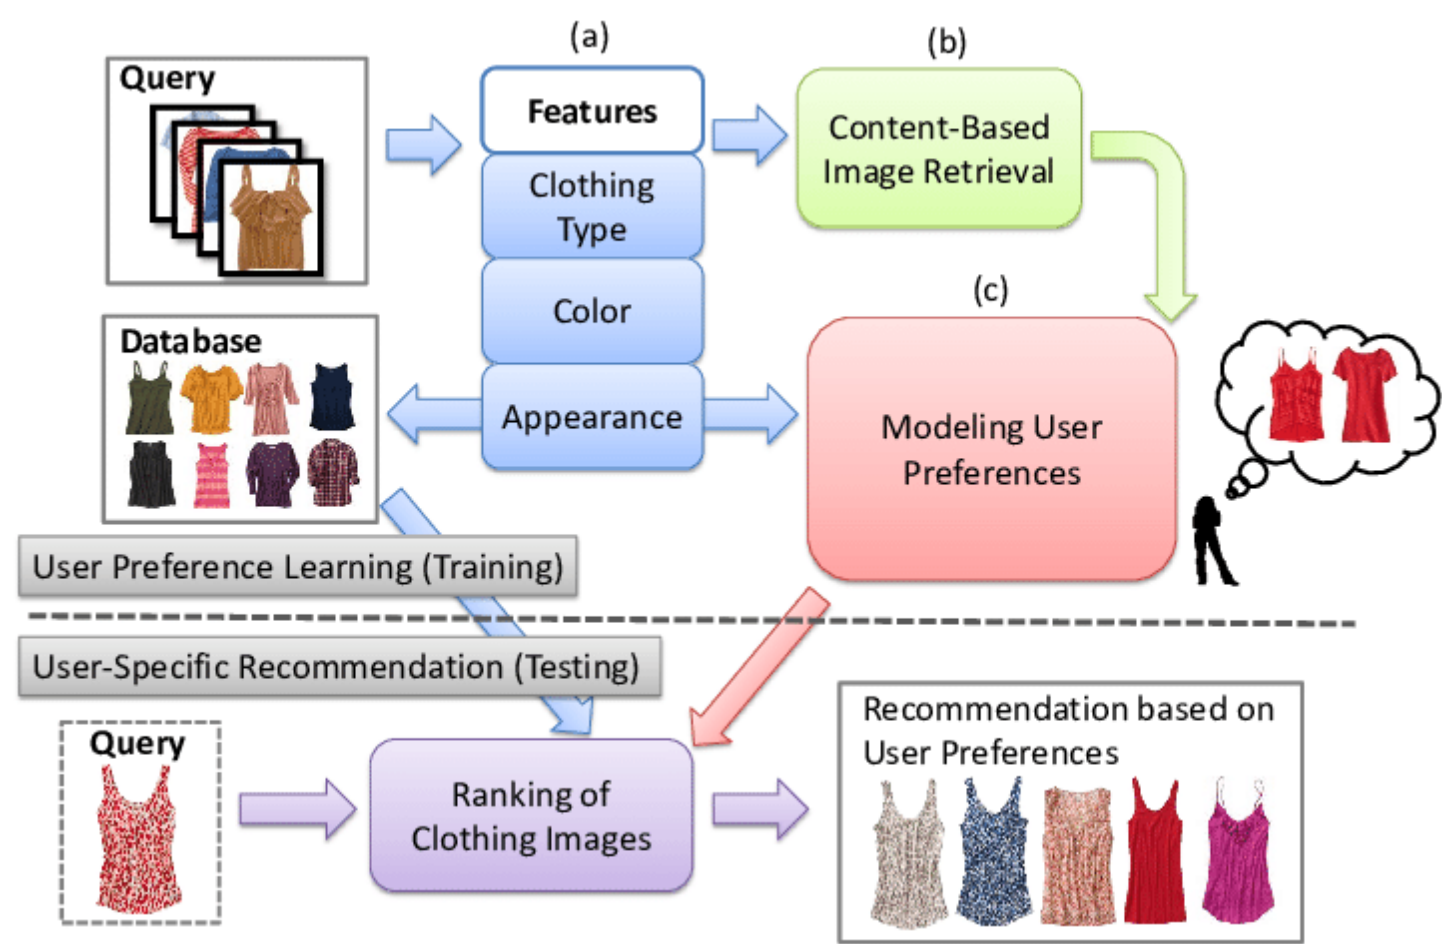 (a)
(b)
Query
Features
Content-Based
Image Retrieval
Clothing
Type
Color
(c)
Database
Appearance
Modeling User
Preferences
User Preference Learning (Training)
User-Specific Recommendation (Testing)
Query
Ranking of
Clothing Images
Recommendation based on
User Preferences